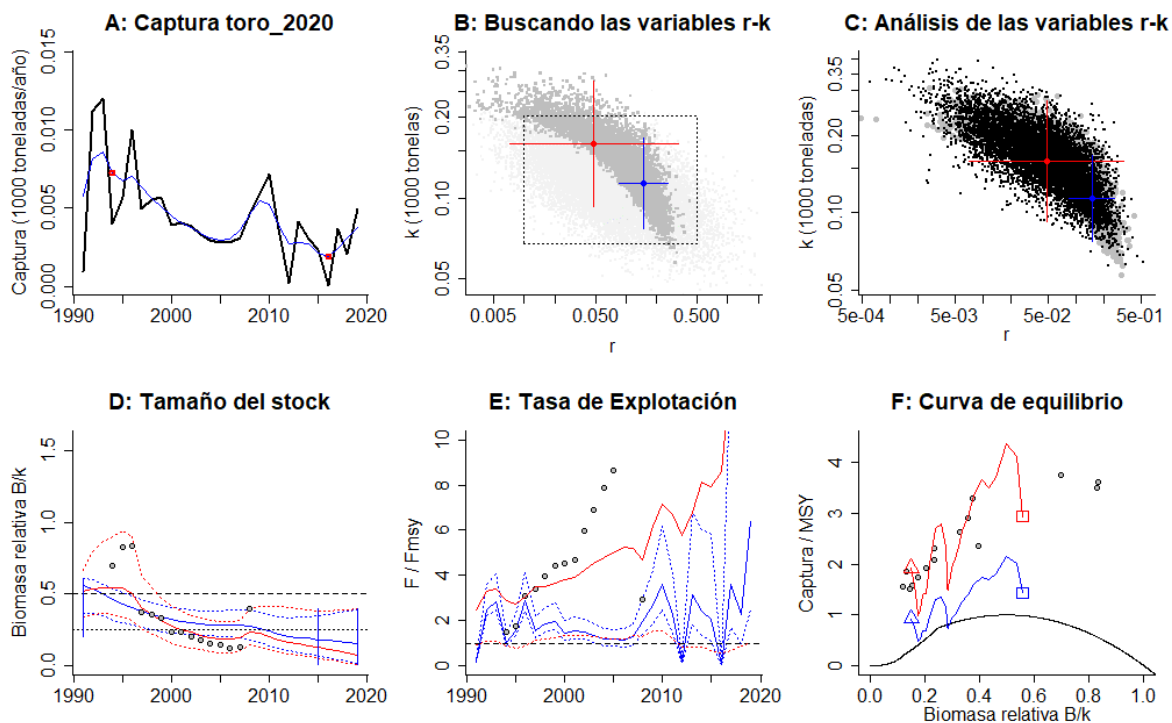 A: Captura toro_2020
Captura (1000 toneladas/año)
0.015
0.010
0.005
0.000
1990 2000 2010 2020
B: Buscando las variables r-k
k (1000 tonelas)
0.35
0.20
0.10
0.05
0.005 0.050 0.500
r
C: Análisis de las variables r-k
k (1000 toneladas)
0.35
0.20
0.10
0.05
5e-04 5e-03 5e-02 5e-01
r
D: Tamaño del stock
Biomasa relativa B/k
1.5
1.0
0.5
0.0
1990 2000 2010 2020
E: Tasa de Explotación
F / Fmsy
10
8
6
4
2
0
1990 2000 2010 2020
F: Curva de equilibrio
Captura / MSY
4
3
2
1
0
0.0 0.2 0.4 0.6 0.8 1.0
Biomasa relativa B/k